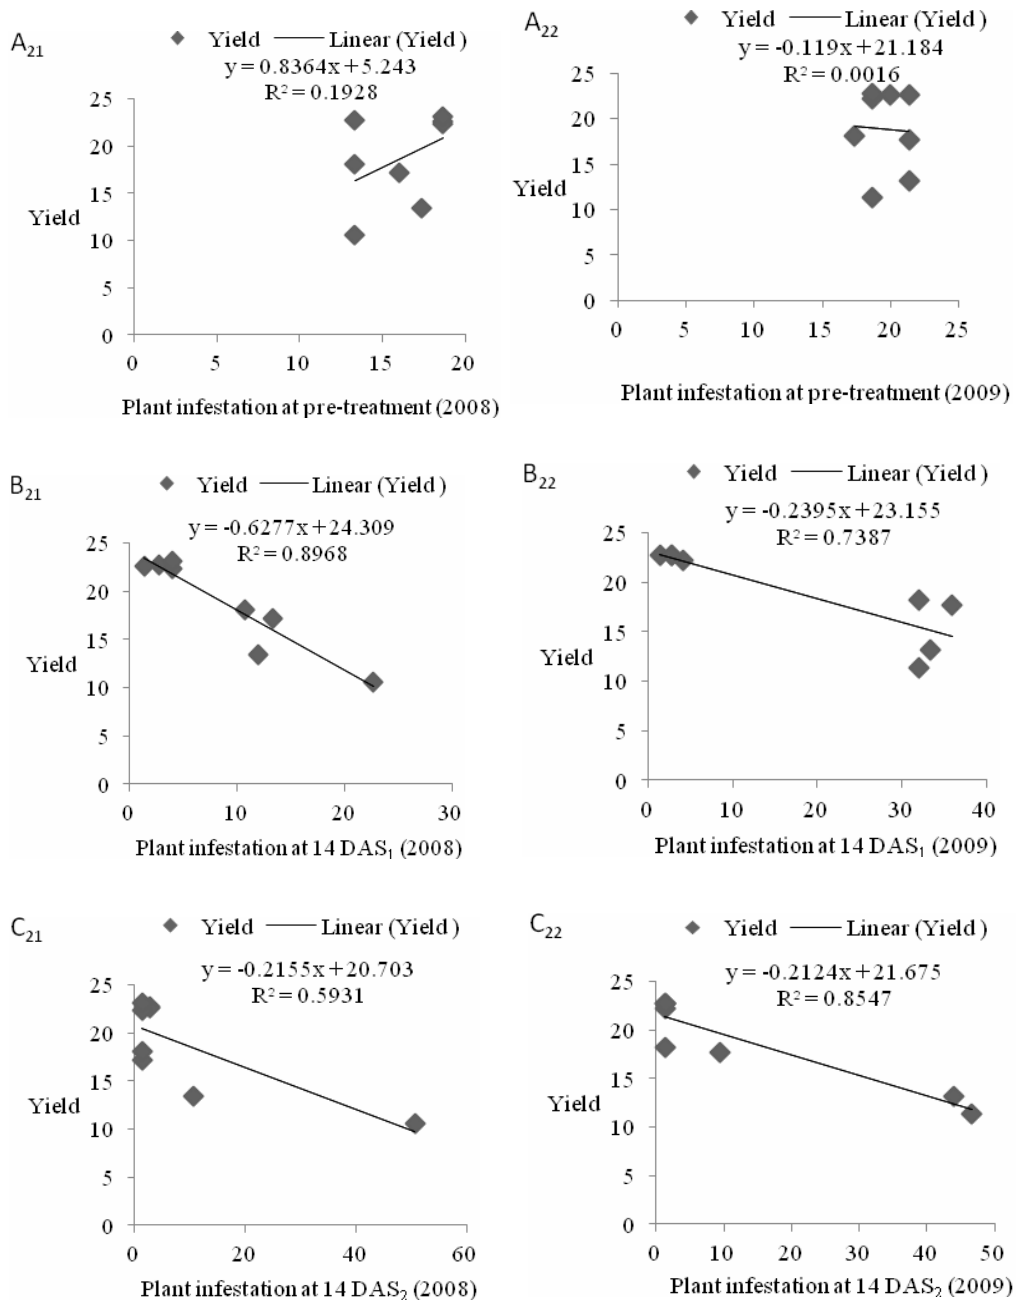 A21
Yield Linear (Yield )
y = 0.8364x + 5.243
R² = 0.1928
25
20
15
Yield
10
5
0
0 5 10 15 20
Plant infestation at pre-treatment (2008)
A22
Yield Linear (Yield )
y = -0.119x + 21.184
R² = 0.0016
25
20
15
Yield
10
5
0
0 5 10 15 20 25
Plant infestation at pre-treatment (2009)
B21
Yield Linear (Yield )
y = -0.6277x + 24.309
R² = 0.8968
25
20
15
Yield
10
5
0
0 10 20 30
Plant infestation at 14 DAS₁ (2008)
B22
Yield Linear (Yield )
y = -0.2395x + 23.155
R² = 0.7387
25
20
15
Yield
10
5
0
0 10 20 30 40
Plant infestation at 14 DAS₁ (2009)
C21
Yield Linear (Yield )
y = -0.2155x + 20.703
R² = 0.5931
25
20
15
Yield
10
5
0
0 20 40 60
Plant infestation at 14 DAS₂ (2008)
C22
Yield Linear (Yield )
y = -0.2124x + 21.675
R² = 0.8547
25
20
15
Yield
10
5
0
0 10 20 30 40 50
Plant infestation at 14 DAS₂ (2009)